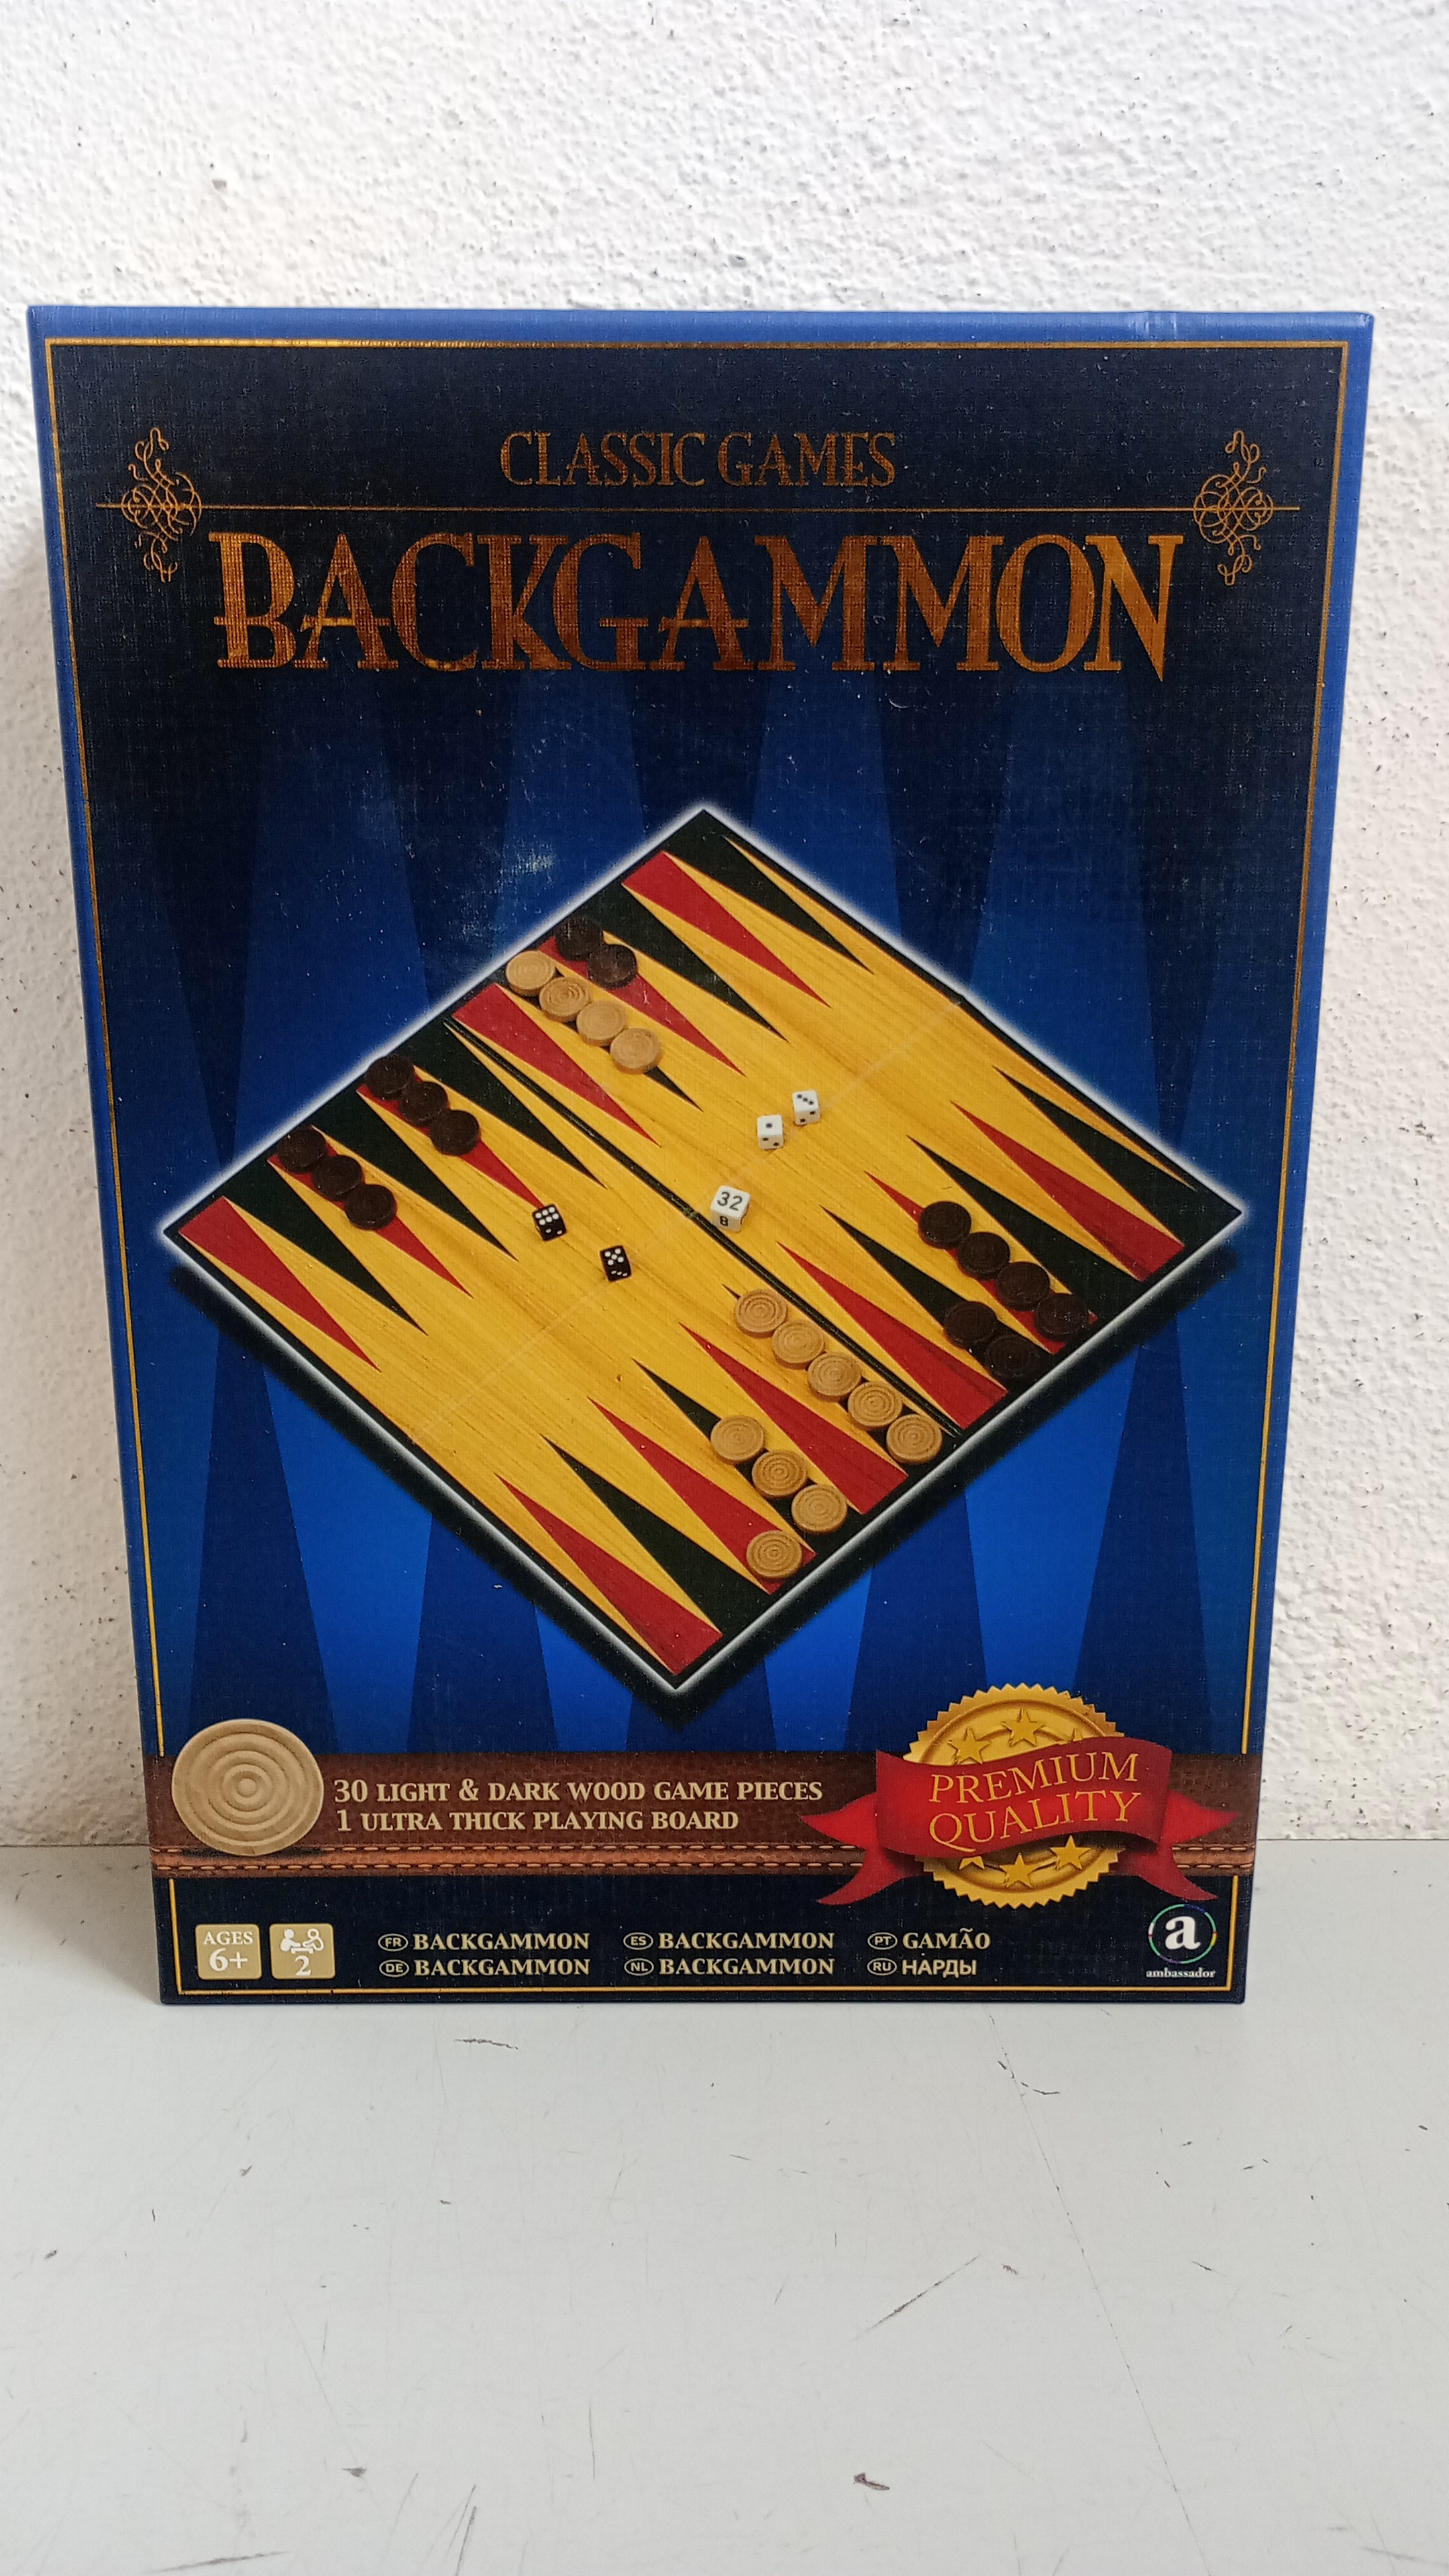 CLASSIC GAMES
BACKGAMMON
32
8
30 LIGHT & DARK WOOD GAME PIECES
1 ULTRA THICK PLAYING BOARD
PREMIUM
QUALITY
AGES
6+
2
FR BACKGAMMON
ES BACKGAMMON
PT GAMÃO
DE BACKGAMMON
NL BACKGAMMON
RU НАРДЫ
a
ambassador